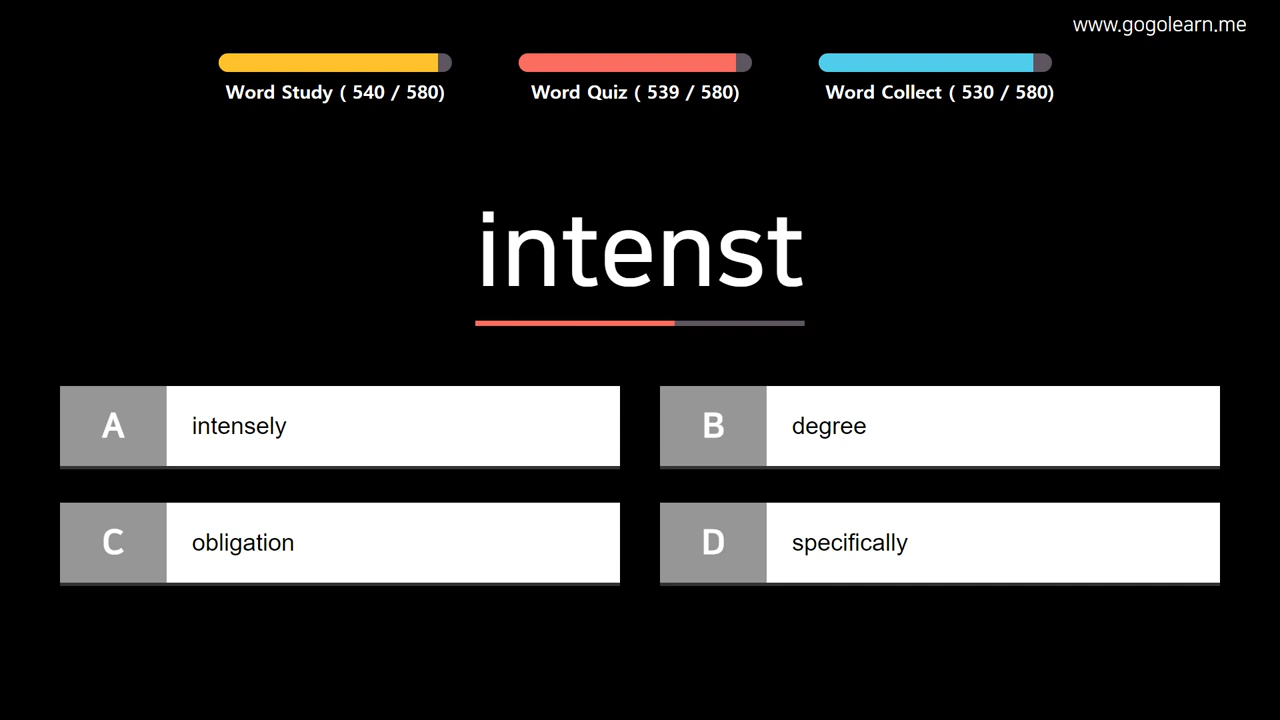 www.gogolearn.me
Word Study ( 540 / 580)
Word Quiz ( 539 / 580)
Word Collect ( 530 / 580)
intenst
A intensely
B degree
C obligation
D specifically